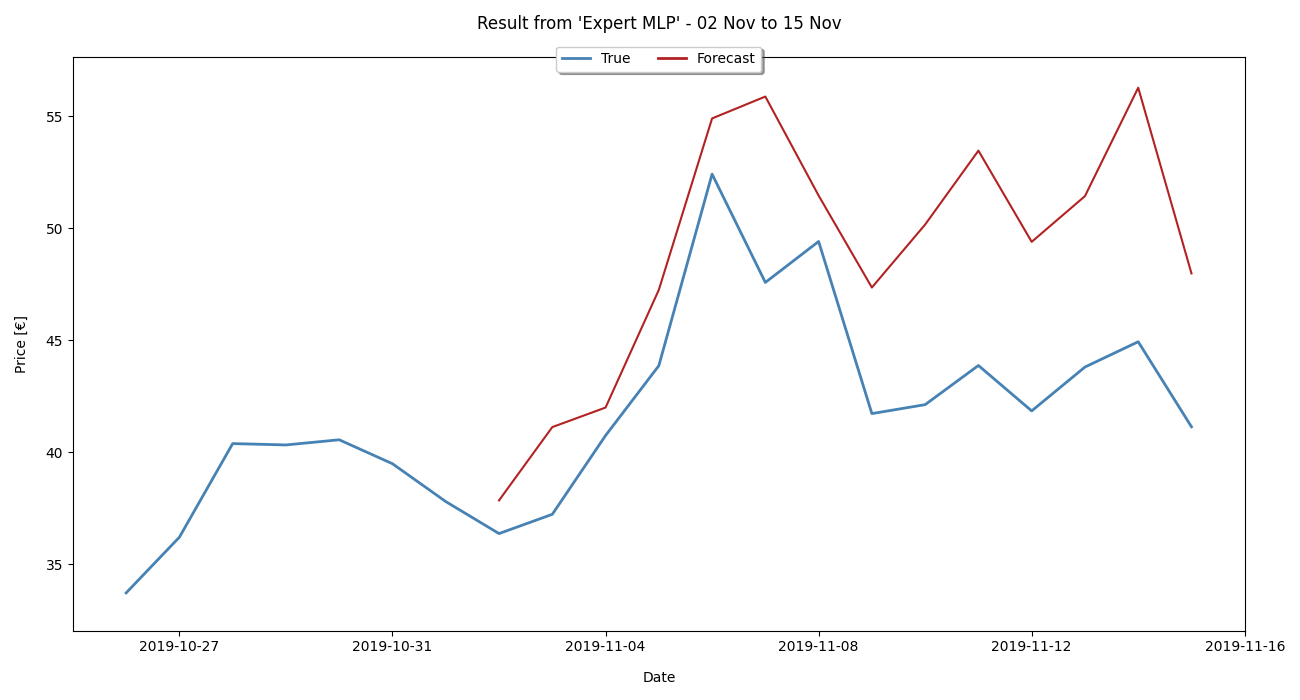 Result from 'Expert MLP' - 02 Nov to 15 Nov
True Forecast
55
50
45
40
35
Price [€]
2019-10-27 2019-10-31 2019-11-04 2019-11-08 2019-11-12 2019-11-16
Date